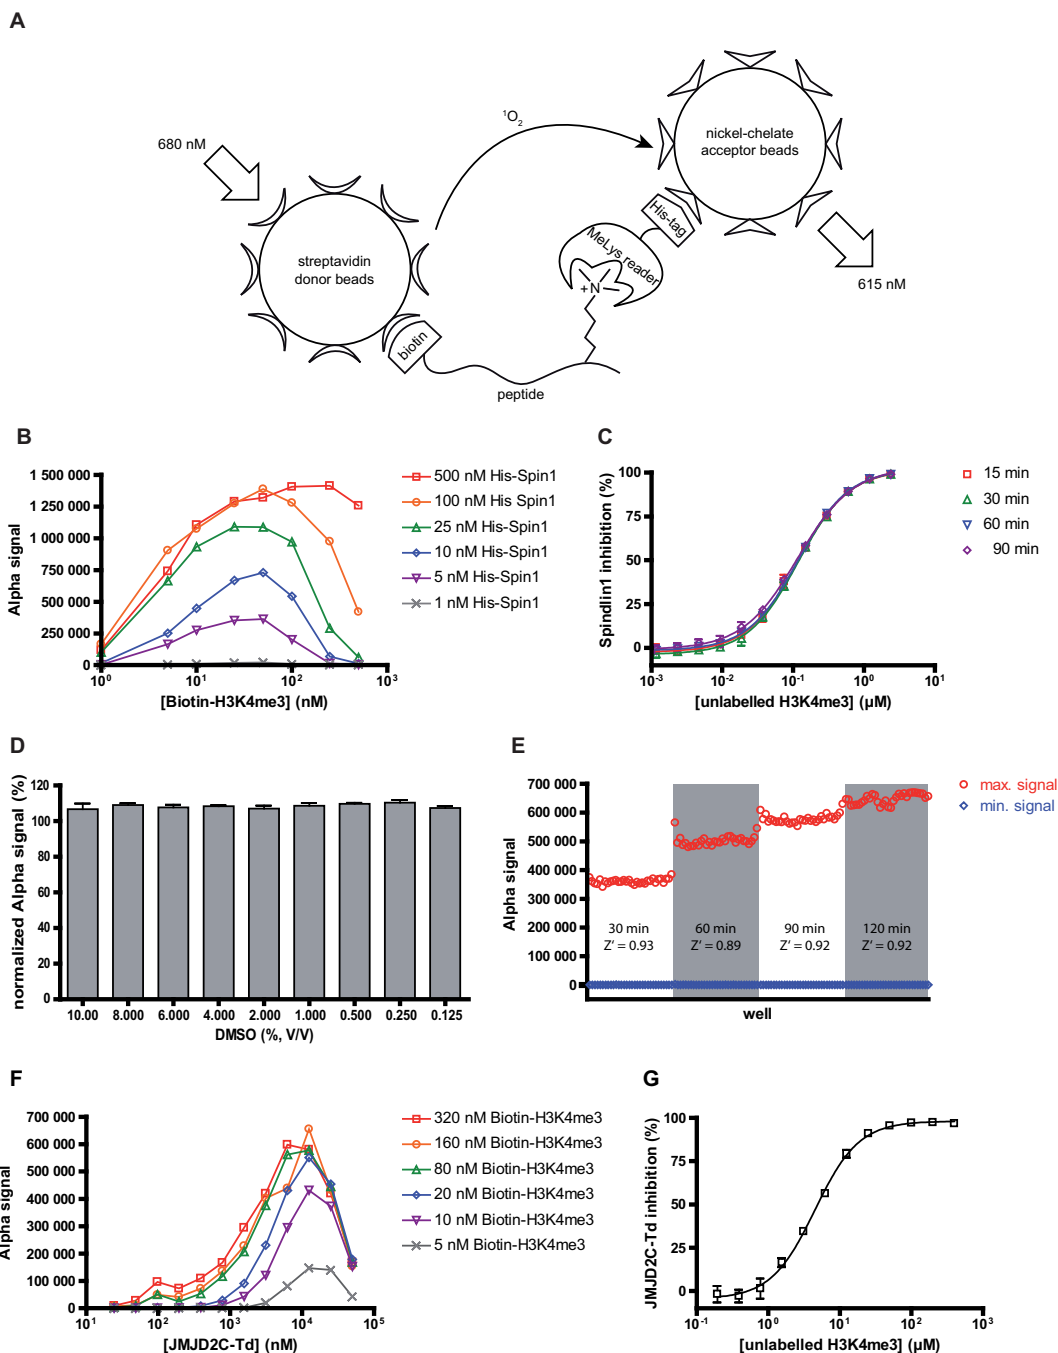 A
680 nM
¹O₂
nickel-chelate
acceptor beads
streptavidin
donor beads
His-tag
MeLys reader
+N
biotin
peptide
615 nM
B
1 500 000
1 250 000
1 000 000
750 000
500 000
250 000
0
Alpha signal
10⁰ 10¹ 10² 10³
[Biotin-H3K4me3] (nM)
500 nM His-Spin1
100 nM His Spin1
25 nM His-Spin1
10 nM His-Spin1
5 nM His-Spin1
1 nM His-Spin1
C
100
75
50
25
0
Spindlin1 inhibition (%)
10⁻³ 10⁻² 10⁻¹ 10⁰ 10¹
[unlabelled H3K4me3] (µM)
15 min
30 min
60 min
90 min
D
120
100
80
60
40
20
0
normalized Alpha signal (%)
10.00 8.000 6.000 4.000 2.000 1.000 0.500 0.250 0.125
DMSO (%, V/V)
E
700 000
600 000
500 000
400 000
300 000
200 000
100 000
0
Alpha signal
30 min 60 min 90 min 120 min
Z' = 0.93 Z' = 0.89 Z' = 0.92 Z' = 0.92
well
max. signal
min. signal
F
700 000
600 000
500 000
400 000
300 000
200 000
100 000
0
Alpha signal
10¹ 10² 10³ 10⁴ 10⁵
[JMJD2C-Td] (nM)
320 nM Biotin-H3K4me3
160 nM Biotin-H3K4me3
80 nM Biotin-H3K4me3
20 nM Biotin-H3K4me3
10 nM Biotin-H3K4me3
5 nM Biotin-H3K4me3
G
100
75
50
25
0
JMJD2C-Td inhibition (%)
10⁻¹ 10⁰ 10¹ 10² 10³
[unlabelled H3K4me3] (µM)